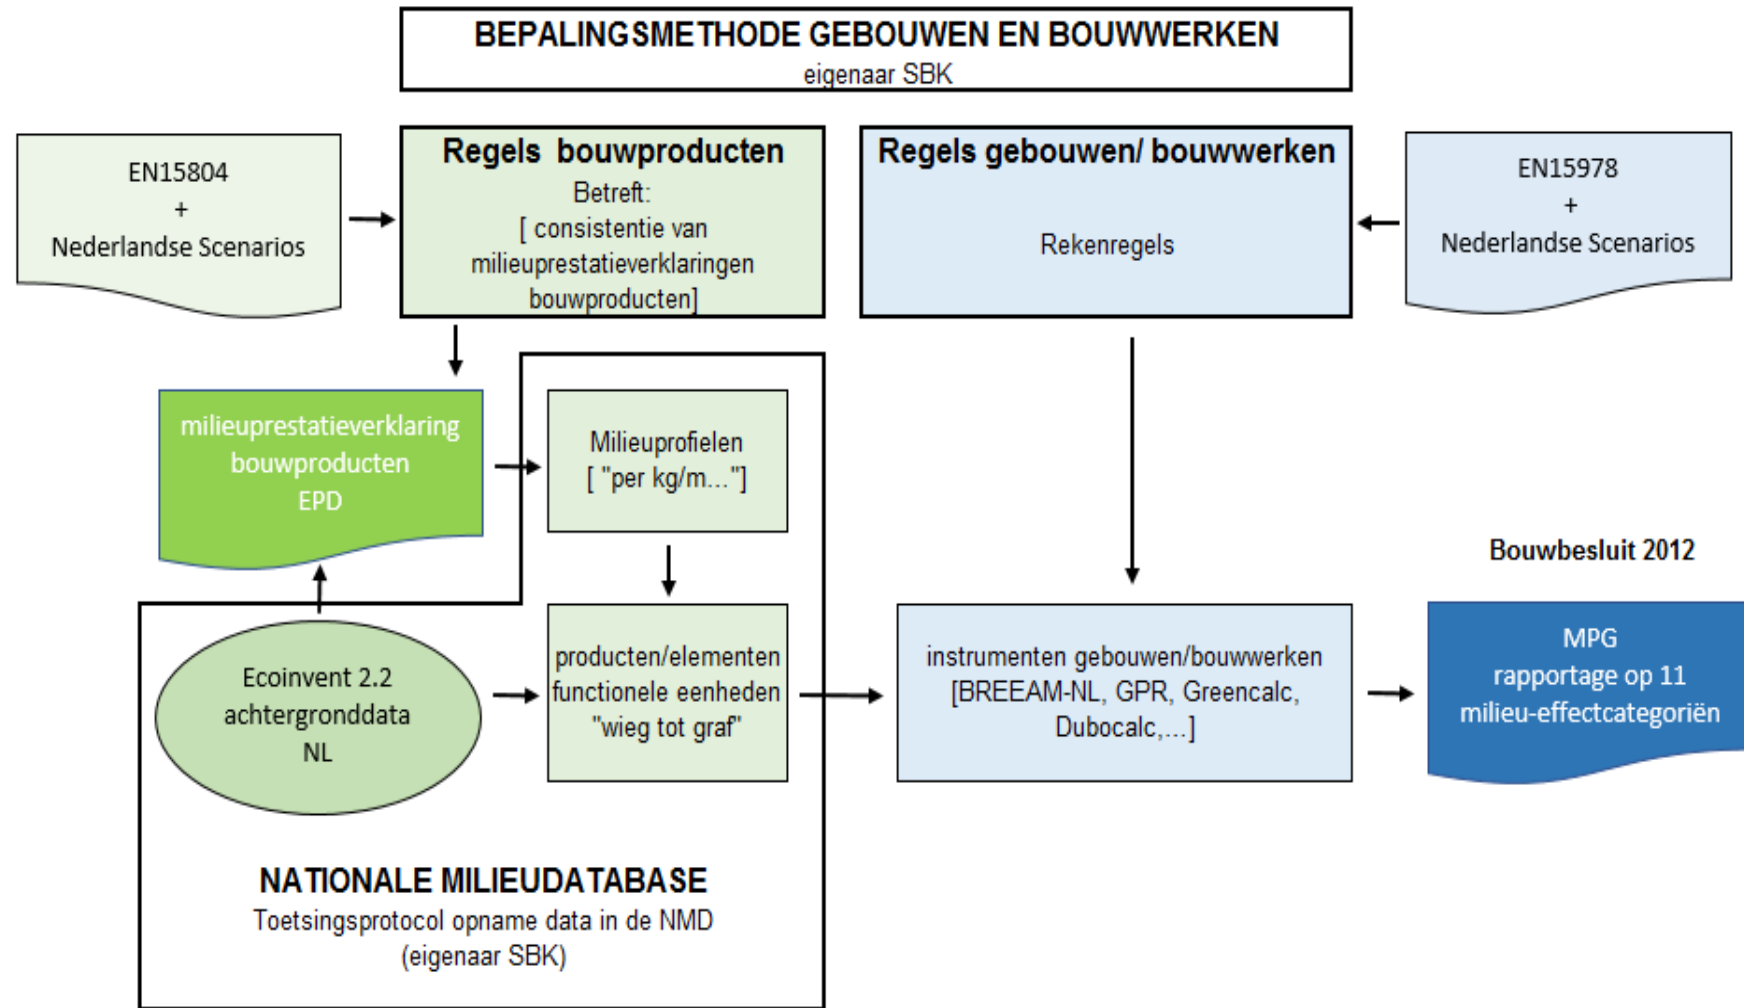 BEPALINGSMETHODE GEBOUWEN EN BOUWWERKEN
eigenaar SBK
EN15804
+
Nederlandse Scenarios
Regels bouwproducten
Betreft:
[ consistentie van
milieuprestatieverklaringen
bouwproducten]
Regels gebouwen/ bouwwerken
Rekenregels
EN15978
+
Nederlandse Scenarios
milieuprestatieverklaring
bouwproducten
EPD
Milieuprofielen
[ "per kg/m..."]
Bouwbesluit 2012
Ecoinvent 2.2
achtergronddata
NL
producten/elementen
functionele eenheden
"wieg tot graf"
instrumenten gebouwen/bouwwerken
[BREEAM-NL, GPR, Greencalc,
Dubocalc,...]
MPG
rapportage op 11
milieu-effectcategoriën
NATIONALE MILIEUDATABASE
Toetsingsprotocol opname data in de NMD
(eigenaar SBK)